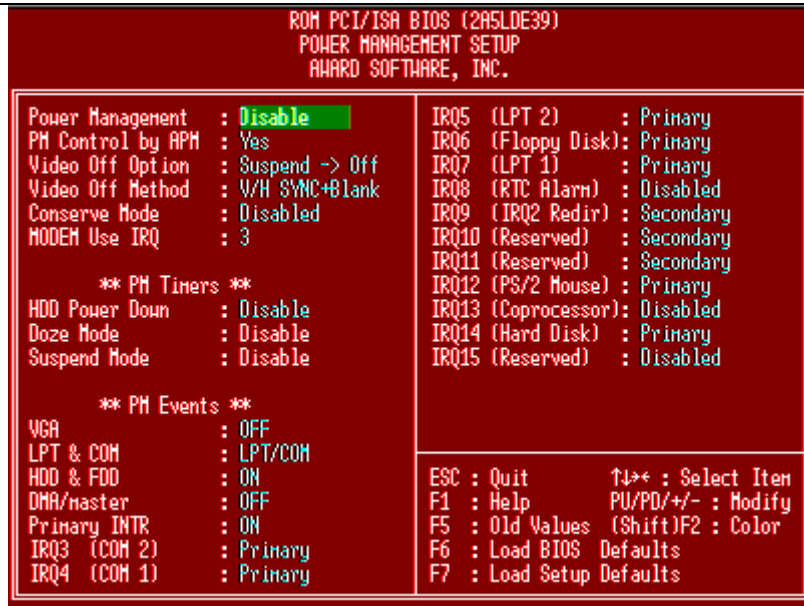 ROM PCI/ISA BIOS (2A5LDE39)
POWER MANAGEMENT SETUP
AWARD SOFTWARE, INC.
Power Management : Disable
PM Control by APM : Yes
Video Off Option : Suspend -> Off
Video Off Method : V/H SYNC+Blank
Conserve Mode : Disabled
MODEM Use IRQ : 3
** PM Timers **
HDD Power Down : Disable
Doze Mode : Disable
Suspend Mode : Disable
** PM Events **
VGA : OFF
LPT & COM : LPT/COM
HDD & FDD : ON
DMA/master : OFF
Primary INTR : ON
IRQ3 (COM 2) : Primary
IRQ4 (COM 1) : Primary
IRQ5 (LPT 2) : Primary
IRQ6 (Floppy Disk): Primary
IRQ7 (LPT 1) : Primary
IRQ8 (RTC Alarm) : Disabled
IRQ9 (IRQ2 Redir) : Secondary
IRQ10 (Reserved) : Secondary
IRQ11 (Reserved) : Secondary
IRQ12 (PS/2 Mouse) : Primary
IRQ13 (Coprocessor): Disabled
IRQ14 (Hard Disk) : Primary
IRQ15 (Reserved) : Disabled
ESC : Quit ↑↓→← : Select Item
F1 : Help PU/PD/+/- : Modify
F5 : Old Values (Shift)F2 : Color
F6 : Load BIOS Defaults
F7 : Load Setup Defaults